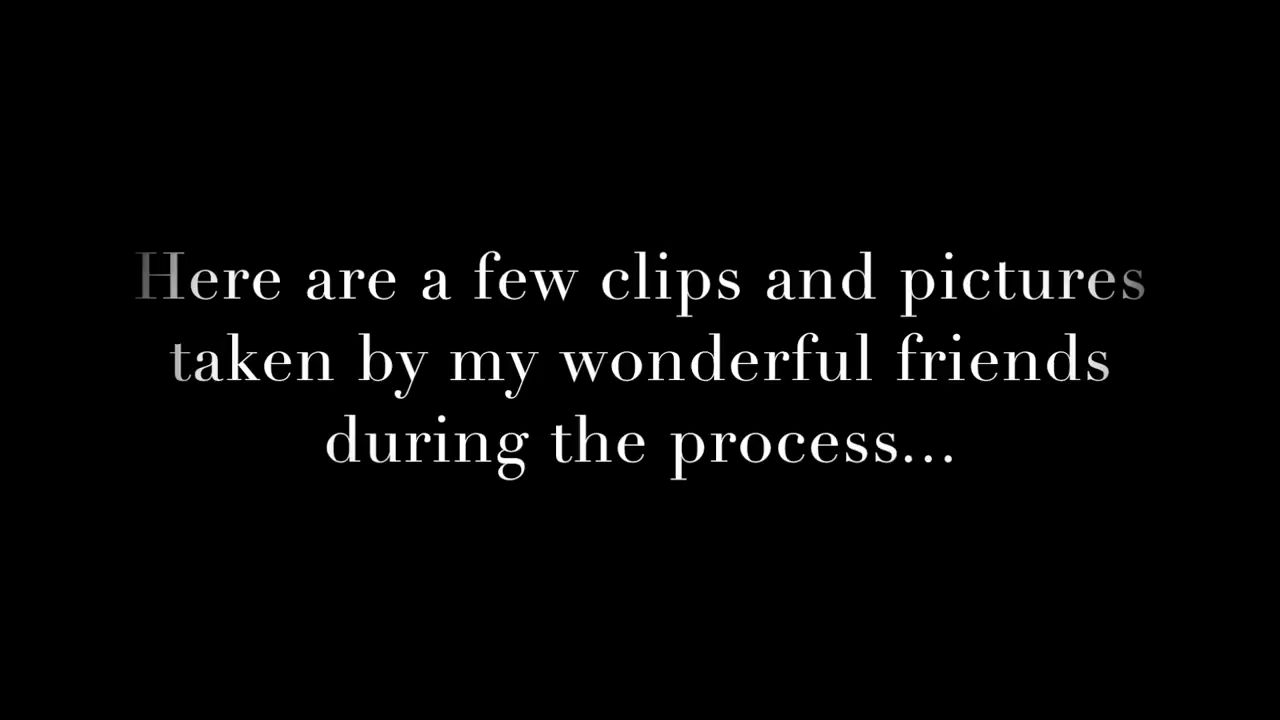 Here are a few clips and pictures
taken by my wonderful friends
during the process...